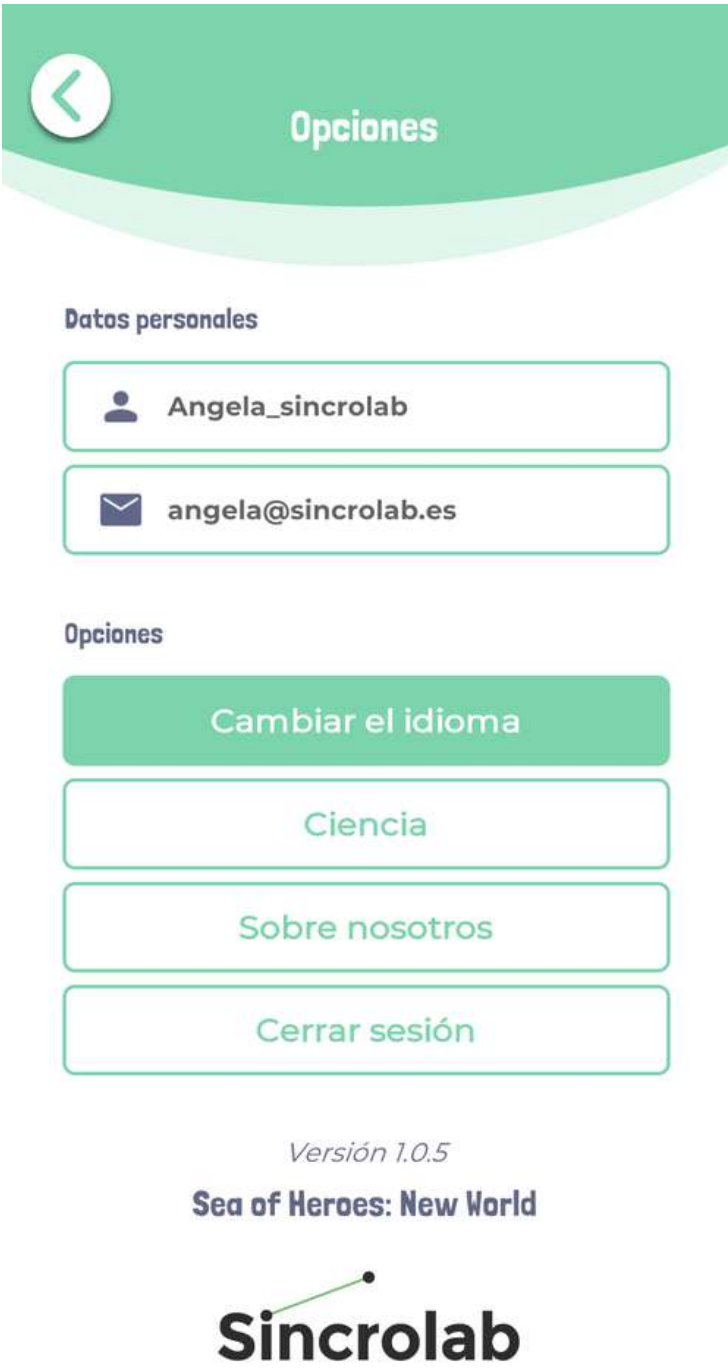 Opciones
Datos personales
Angela_sincrolab
angela@sincrolab.es
Opciones
Cambiar el idioma
Ciencia
Sobre nosotros
Cerrar sesión
Versión 1.0.5
Sea of Heroes: New World
Sincrolab